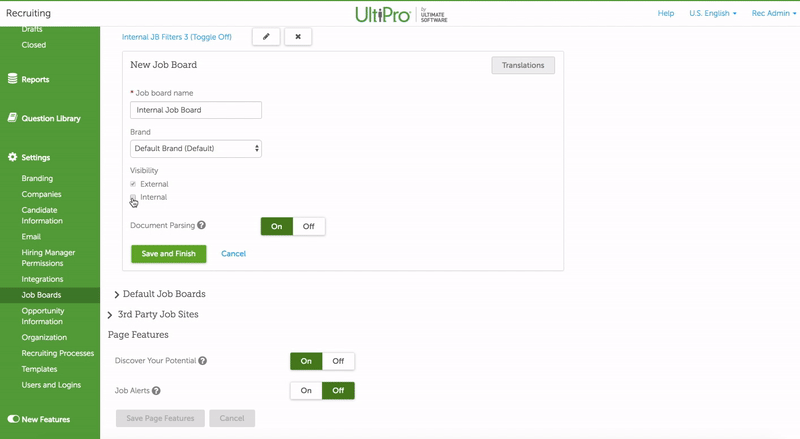 Recruiting
UltiPro
by
ULTIMATE
SOFTWARE
Help
U.S. English
Rec Admin
Drafts
Closed
Reports
Question Library
Settings
Branding
Companies
Candidate
Information
Email
Hiring Manager
Permissions
Integrations
Job Boards
Opportunity
Information
Organization
Recruiting Processes
Templates
Users and Logins
New Features
Internal JB Filters 3 (Toggle Off)
New Job Board
Translations
* Job board name
Internal Job Board
Brand
Default Brand (Default)
Visibility
External
Internal
Document Parsing ?
On Off
Save and Finish Cancel
Default Job Boards
3rd Party Job Sites
Page Features
Discover Your Potential ?
On Off
Job Alerts ?
On Off
Save Page Features Cancel